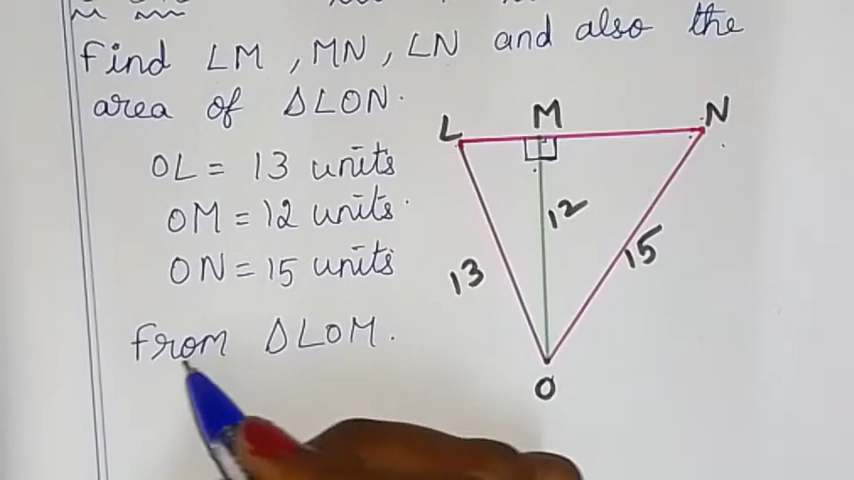 Find LM, MN, LN and also the
area of ΔLON.
OL = 13 units
OM = 12 units
ON = 15 units
From ΔLOM.
L
M
N
12
13
15
O